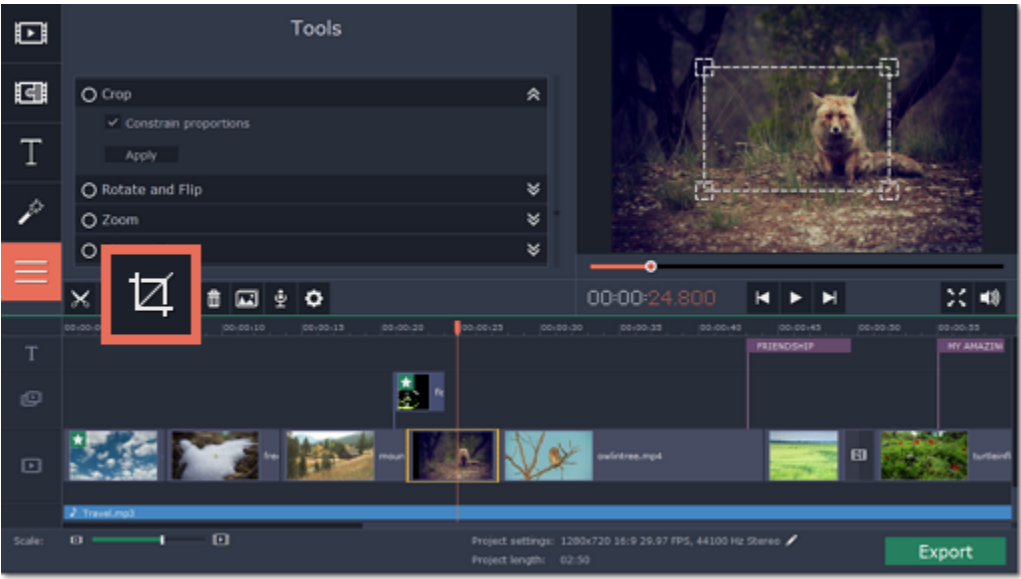 Tools
Crop
Constrain proportions
Apply
Rotate and Flip
Zoom
00:00:24.800
00:00:10 00:00:15 00:00:20 00:00:25 00:00:30 00:00:35 00:00:40 00:00:45 00:00:50 00:00:55
T
FRIENDSHIP
MY AMAZIN
owlintree.mp4
Travel.mp3
Scale:
Project settings: 1280x720 16:9 29.97 FPS, 44100 Hz Stereo
Project length: 02:50
Export